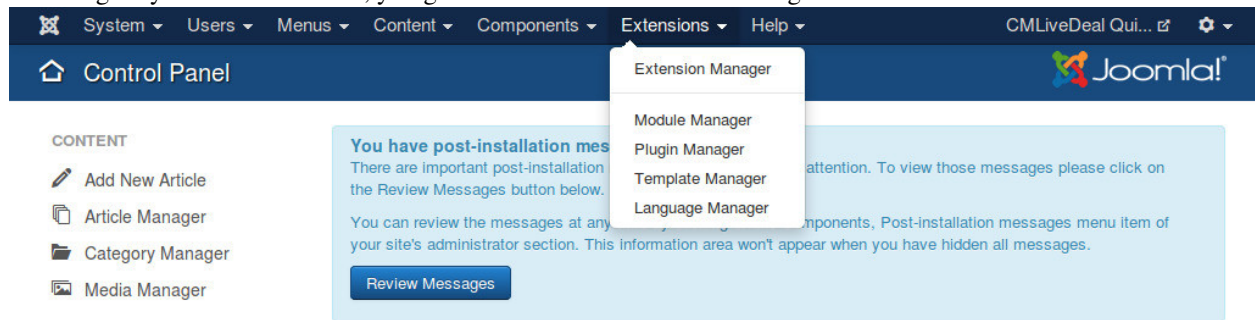 System Users Menus Content Components Extensions Help CMLiveDeal Qui...
Control Panel
Joomla!
Extension Manager
Module Manager
Plugin Manager
Template Manager
Language Manager
CONTENT
Add New Article
Article Manager
Category Manager
Media Manager
You have post-installation mes
There are important post-installation attention. To view those messages please click on
the Review Messages button below.
You can review the messages at any mponents, Post-installation messages menu item of
your site's administrator section. This information area won't appear when you have hidden all messages.
Review Messages